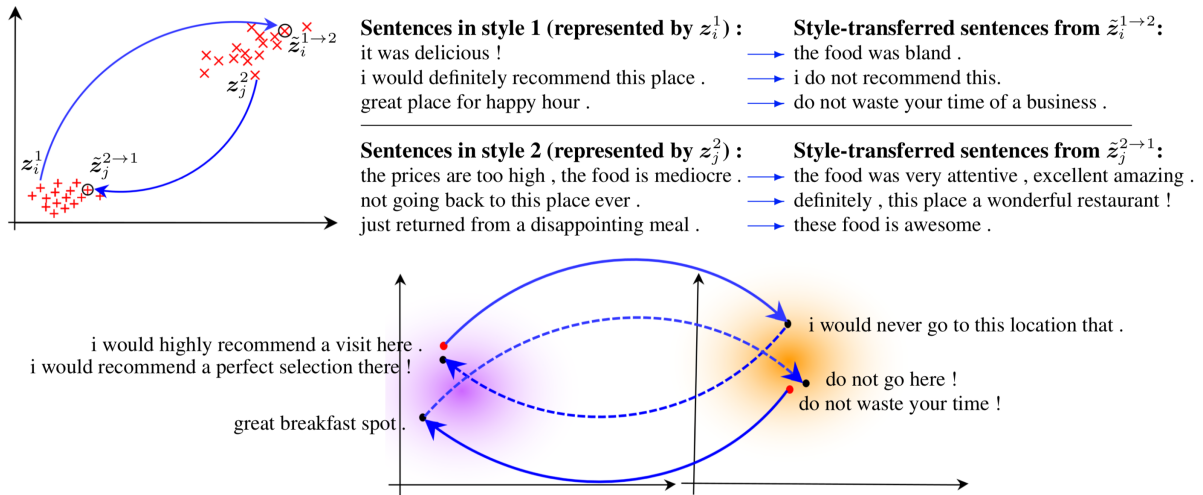 Sentences in style 1 (represented by z_i^1) :
it was delicious !
i would definitely recommend this place .
great place for happy hour .
Style-transferred sentences from z̃_i^{1→2}:
the food was bland .
i do not recommend this.
do not waste your time of a business .
Sentences in style 2 (represented by z_j^2) :
the prices are too high , the food is mediocre .
not going back to this place ever .
just returned from a disappointing meal .
Style-transferred sentences from z̃_j^{2→1}:
the food was very attentive , excellent amazing .
definitely , this place a wonderful restaurant !
these food is awesome .
z̃_i^{1→2}
z_j^2
z_i^1
z̃_j^{2→1}
i would highly recommend a visit here .
i would recommend a perfect selection there !
great breakfast spot .
i would never go to this location that .
do not go here !
do not waste your time !